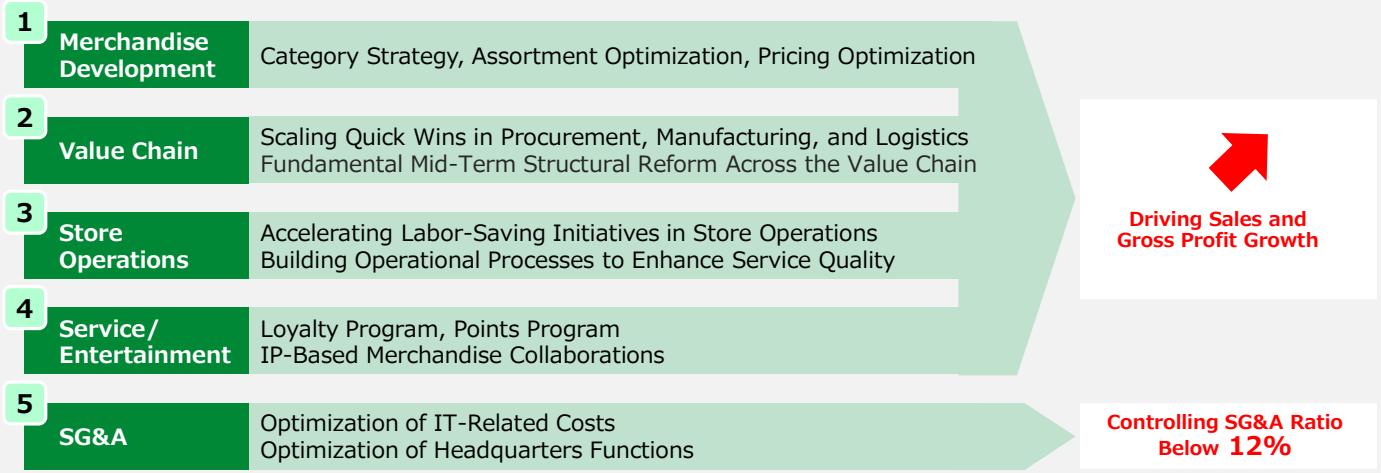 1
Merchandise
Development
Category Strategy, Assortment Optimization, Pricing Optimization
2
Value Chain
Scaling Quick Wins in Procurement, Manufacturing, and Logistics
Fundamental Mid-Term Structural Reform Across the Value Chain
3
Store
Operations
Accelerating Labor-Saving Initiatives in Store Operations
Building Operational Processes to Enhance Service Quality
4
Service/
Entertainment
Loyalty Program, Points Program
IP-Based Merchandise Collaborations
Driving Sales and
Gross Profit Growth
5
SG&A
Optimization of IT-Related Costs
Optimization of Headquarters Functions
Controlling SG&A Ratio
Below 12%